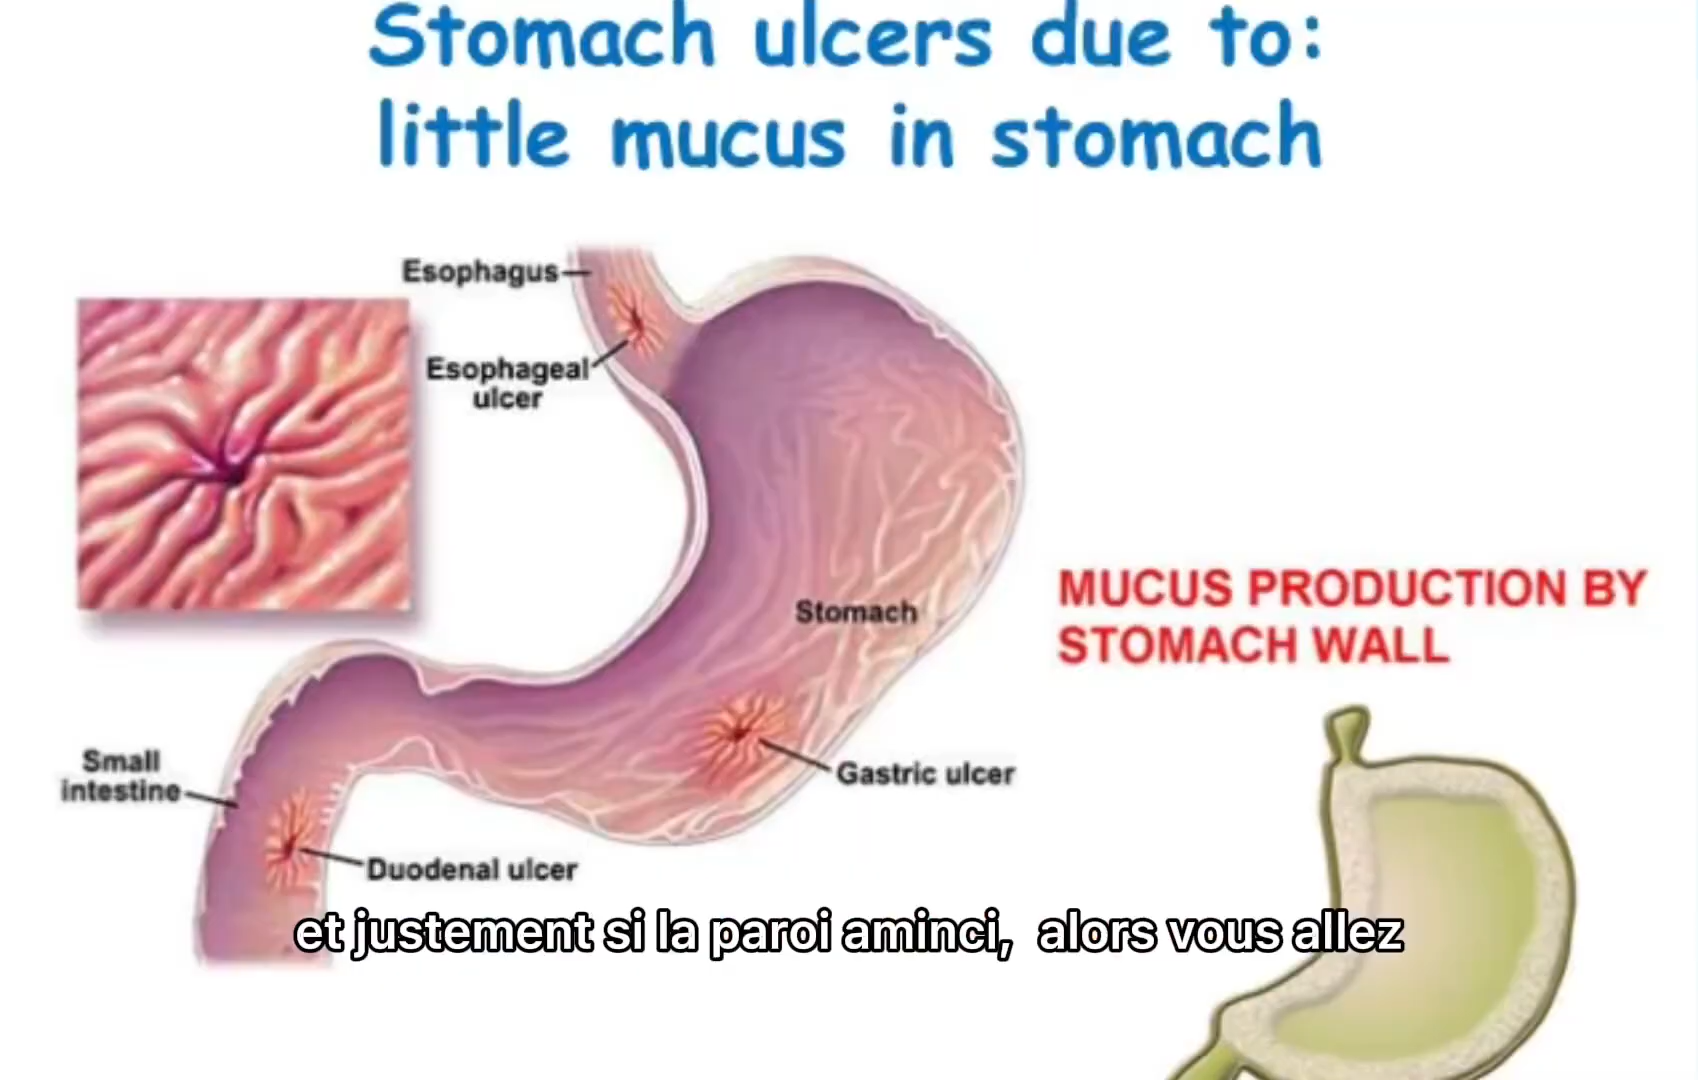 Stomach ulcers due to:
little mucus in stomach
Esophagus
Esophageal
ulcer
Stomach
MUCUS PRODUCTION BY
STOMACH WALL
Small
intestine
Gastric ulcer
Duodenal ulcer
et justement si la paroi aminci, alors vous allez